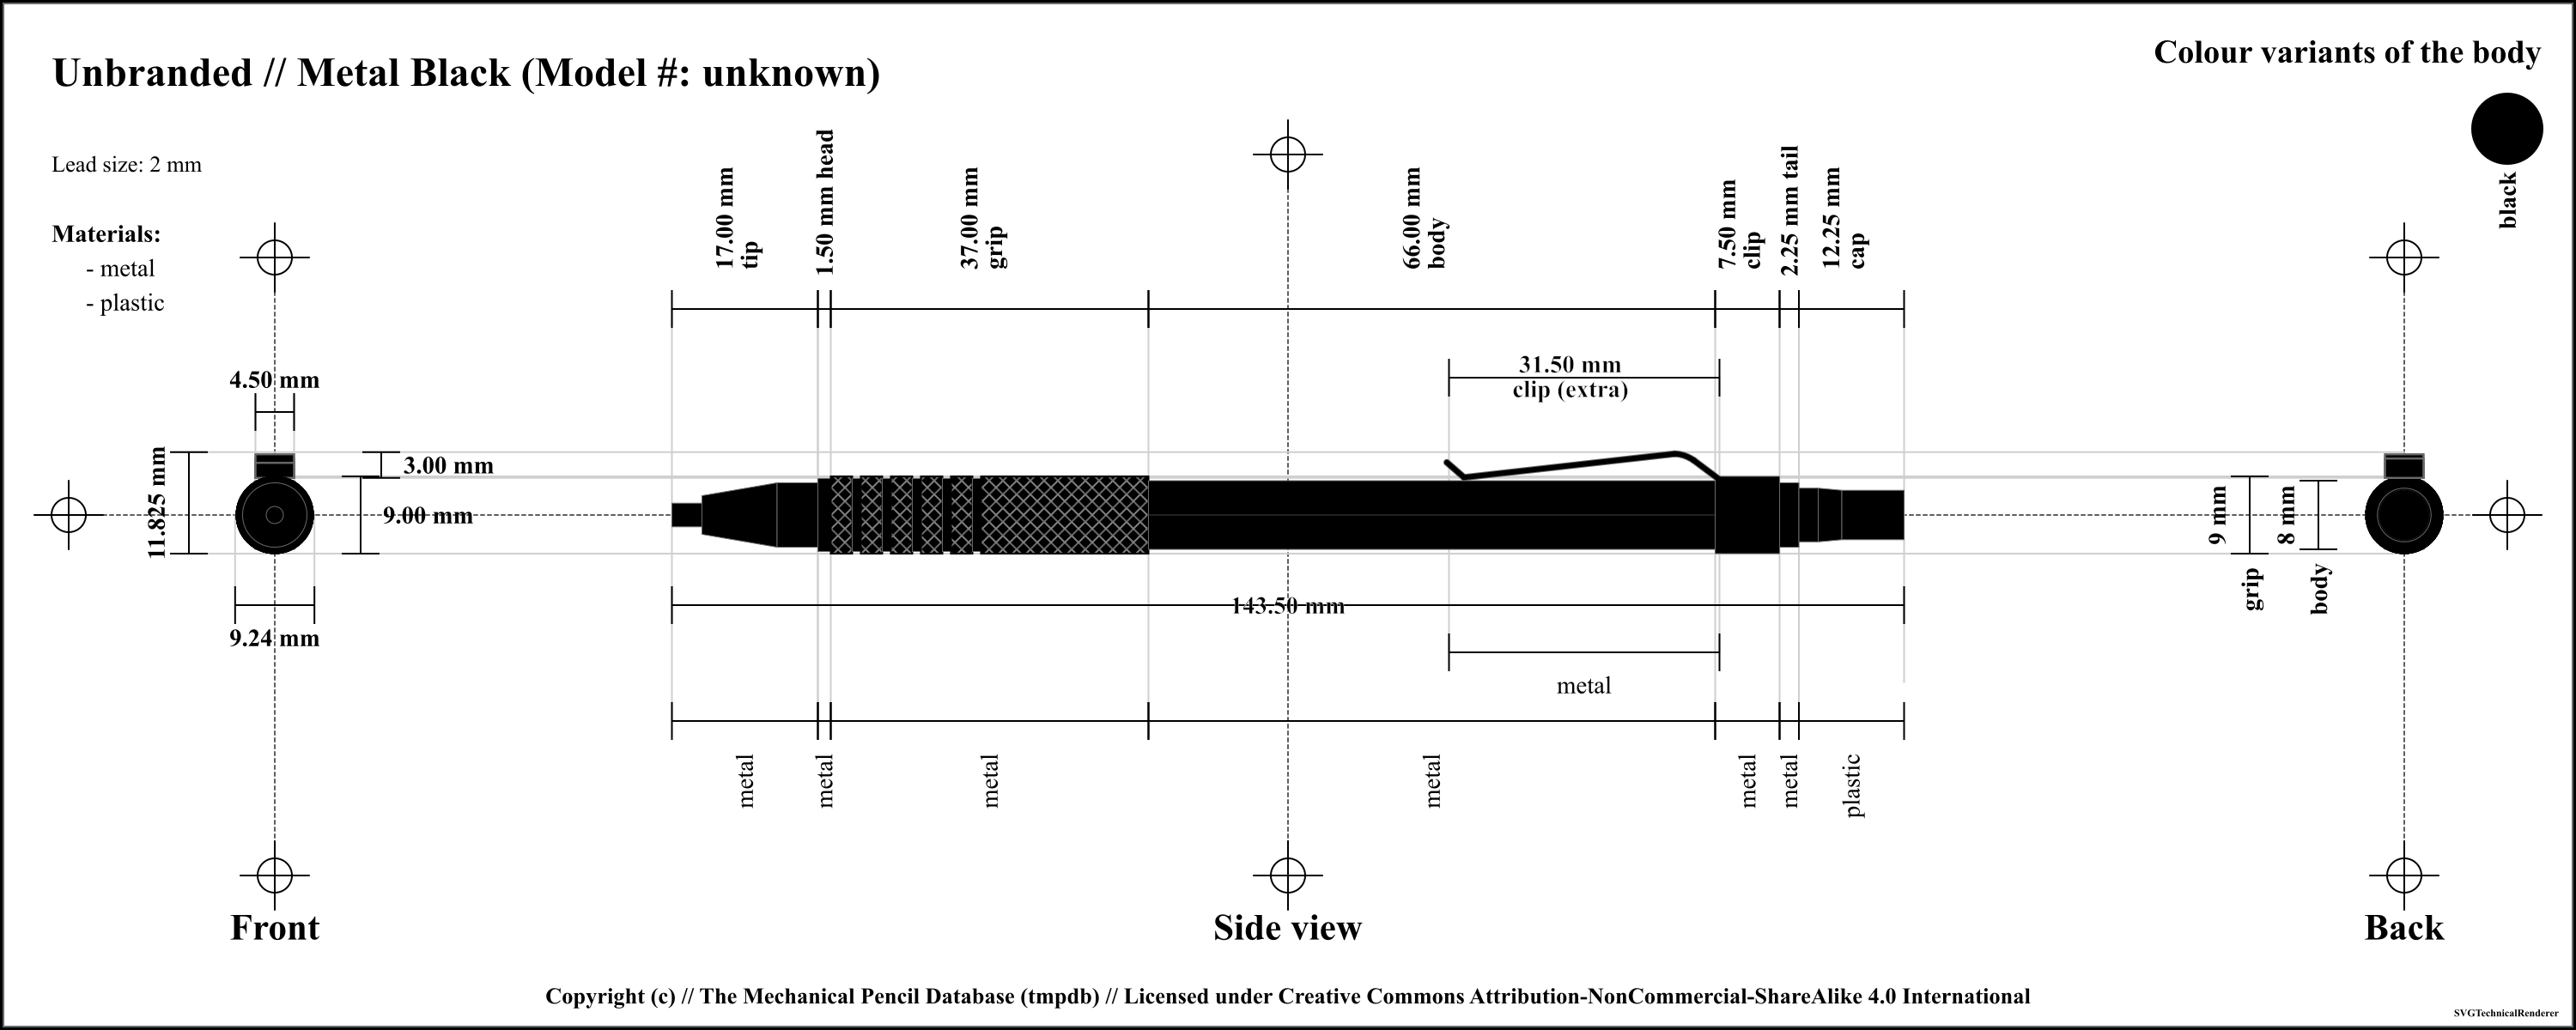 Unbranded // Metal Black (Model #: unknown)
Colour variants of the body
black
Lead size: 2 mm
Materials:
- metal
- plastic
17.00 mm
tip
1.50 mm head
37.00 mm
grip
66.00 mm
body
7.50 mm
clip
2.25 mm tail
12.25 mm
cap
31.50 mm
clip (extra)
4.50 mm
11.825 mm
3.00 mm
9.00 mm
9.24 mm
143.50 mm
9 mm
grip
8 mm
body
metal
metal
metal
metal
metal
metal
metal
plastic
Front
Side view
Back
Copyright (c) // The Mechanical Pencil Database (tmpdb) // Licensed under Creative Commons Attribution-NonCommercial-ShareAlike 4.0 International
SVGTechnicalRenderer